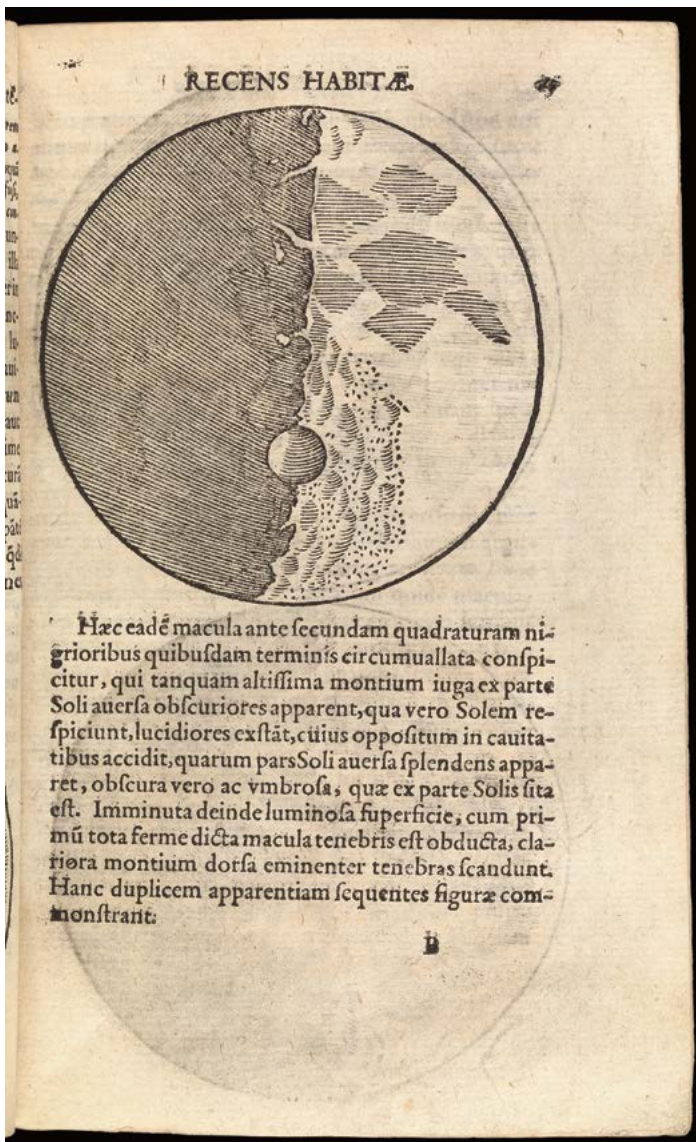 RECENS HABITÆ.
Hæc eadē macula ante ſecundam quadraturam ni-
grioribus quibuſdam terminis circumuallata conſpi-
citur, qui tanquam altiſſima montium iuga ex parte
Soli auerſa obſcuriores apparent, qua vero Solem re-
ſpiciunt, lucidiores exſtāt, cuius oppoſitum in cauita-
tibus accidit, quarum pars Soli auerſa ſplendens appa-
ret, obſcura vero ac vmbroſa, quæ ex parte Solis ſita
eſt. Imminuta deinde luminoſa ſuperficie, cum pri-
mū tota ferme dicta macula tenebris eſt obducta, cla-
riora montium dorſa eminenter tenebras ſcandunt.
Hanc duplicem apparentiam ſequentes figuræ com-
monſtrant.
B